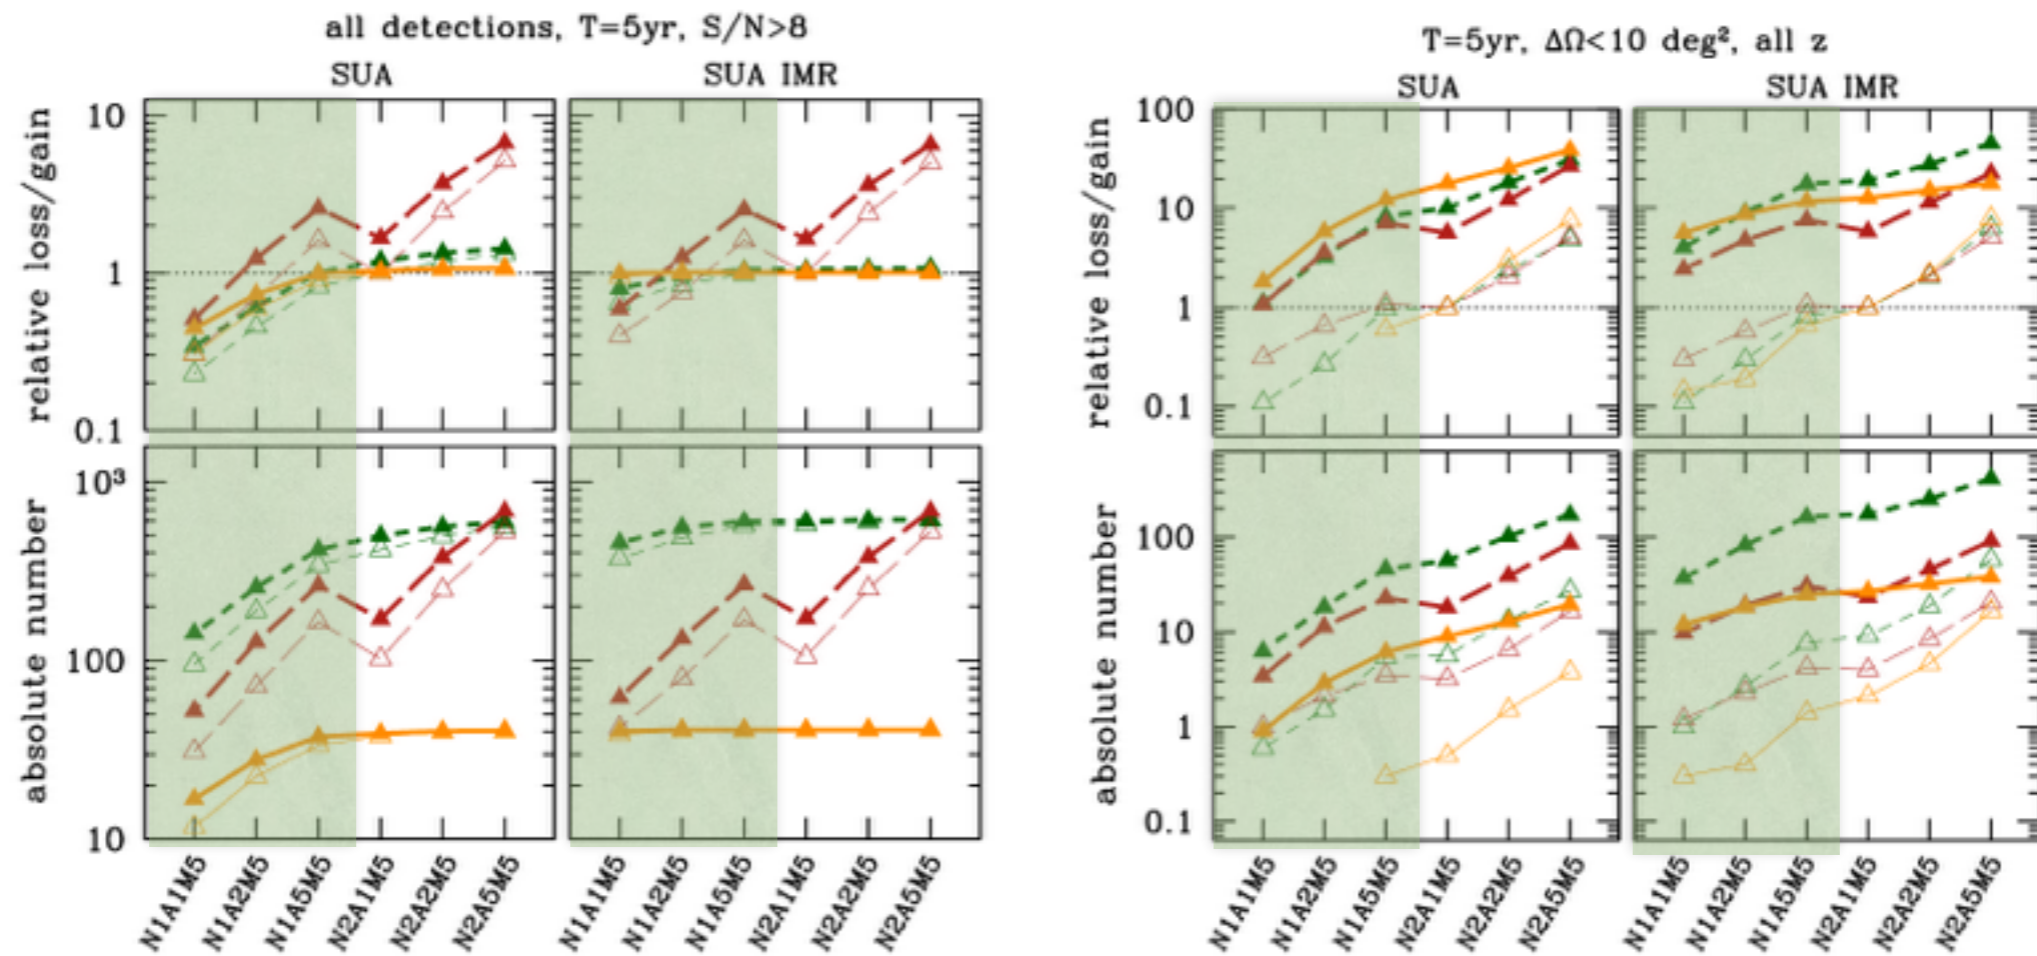 all detections, T=5yr, S/N>8
SUA
SUA IMR
relative loss/gain
10
1
0.1
absolute number
10³
100
10
N1A1M5
N1A2M5
N1A5M5
N2A1M5
N2A2M5
N2A5M5
N1A1M5
N1A2M5
N1A5M5
N2A1M5
N2A2M5
N2A5M5
T=5yr, ΔΩ<10 deg², all z
SUA
SUA IMR
relative loss/gain
100
10
1
0.1
absolute number
100
10
1
0.1
N1A1M5
N1A2M5
N1A5M5
N2A1M5
N2A2M5
N2A5M5
N1A1M5
N1A2M5
N1A5M5
N2A1M5
N2A2M5
N2A5M5